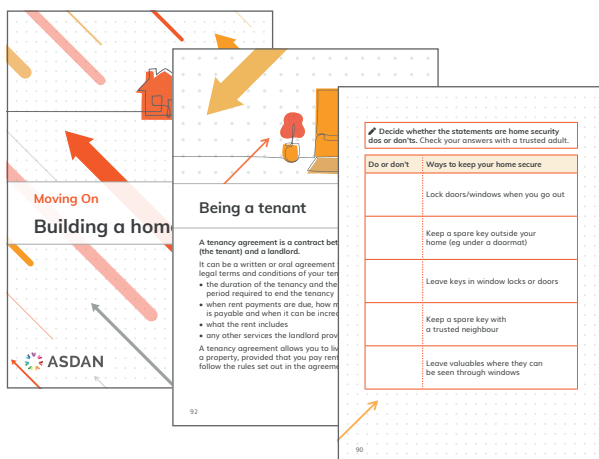 Moving On
Building a hom
ASDAN
Being a tenant
A tenancy agreement is a contract bet
(the tenant) and a landlord.
It can be a written or oral agreement
legal terms and conditions of your ten
• the duration of the tenancy and the
period required to end the tenancy
• when rent payments are due, how m
is payable and when it can be increa
• what the rent includes
• any other services the landlord prov
A tenancy agreement allows you to liv
a property, provided that you pay rent
follow the rules set out in the agreeme
92
Decide whether the statements are home security
dos or don'ts. Check your answers with a trusted adult.
Do or don't Ways to keep your home secure
Lock doors/windows when you go out
Keep a spare key outside your
home (eg under a doormat)
Leave keys in window locks or doors
Keep a spare key with
a trusted neighbour
Leave valuables where they can
be seen through windows
90